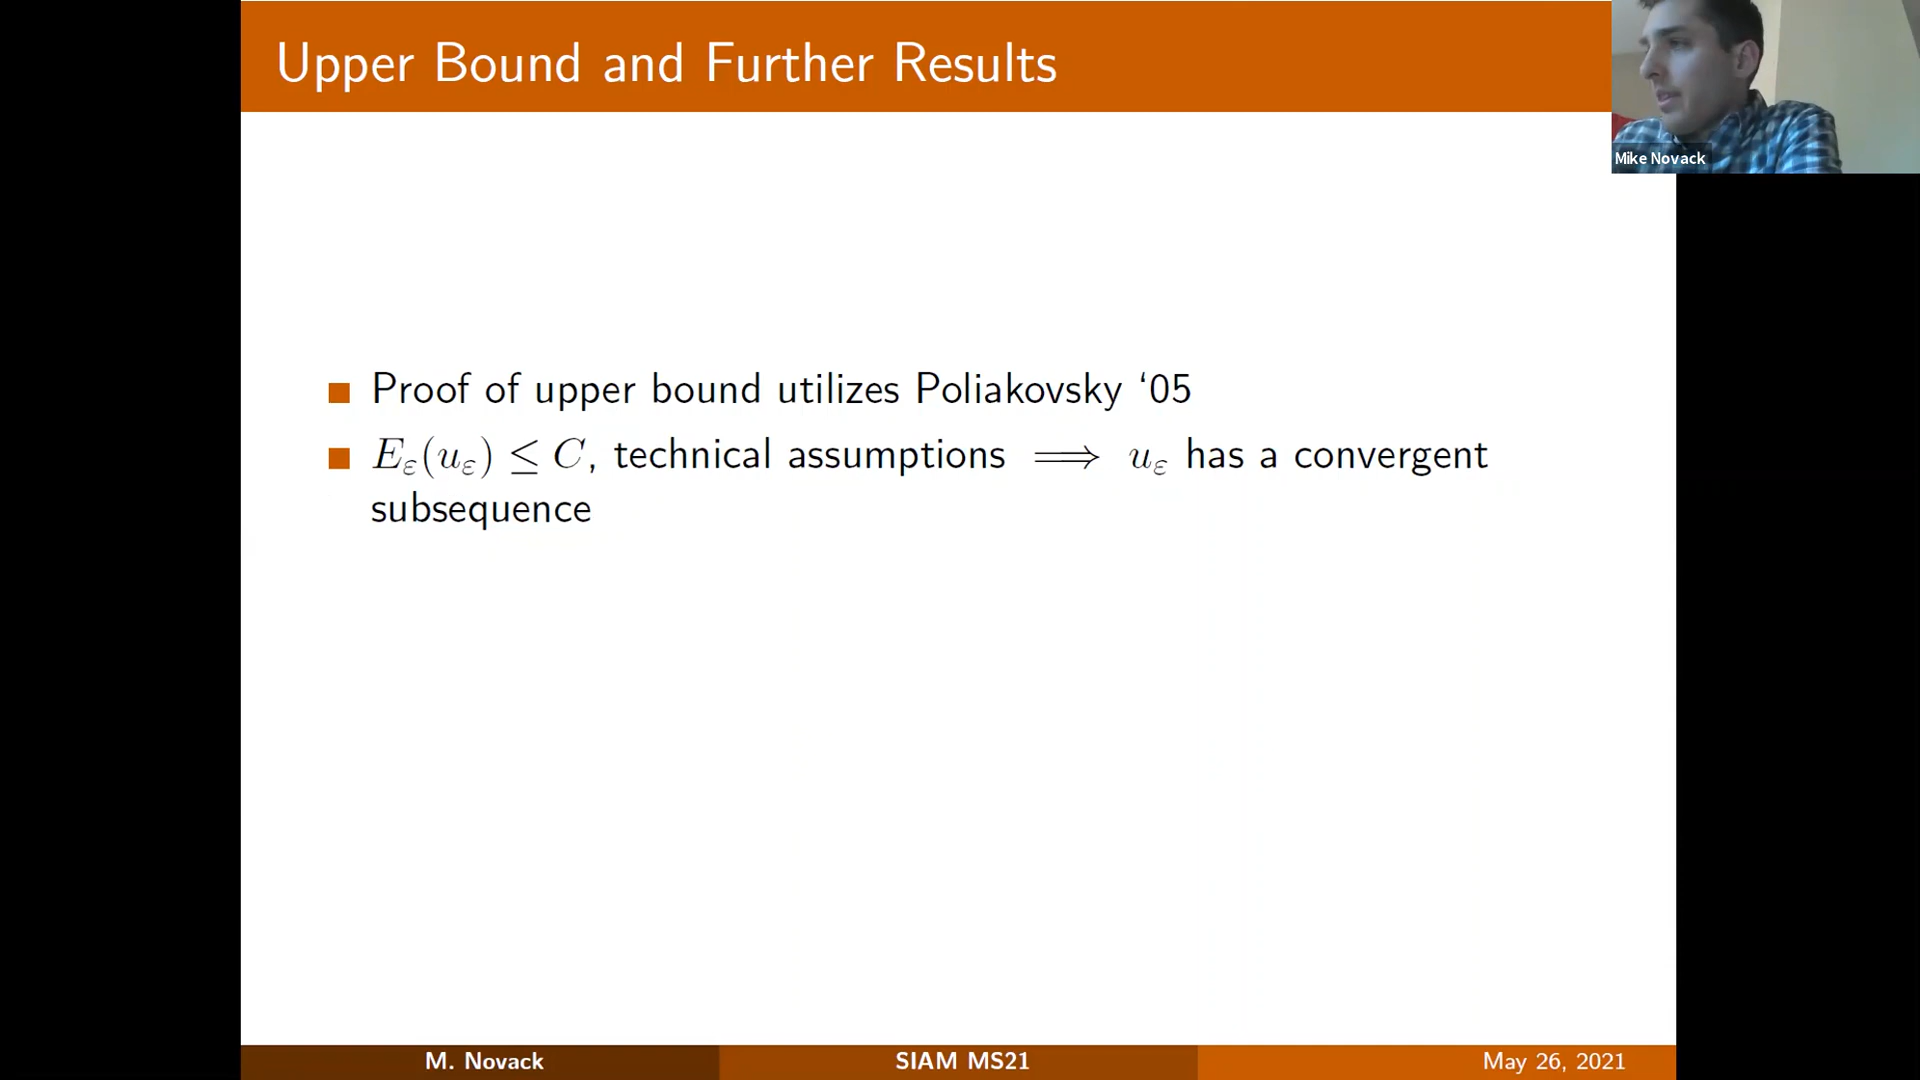 Upper Bound and Further Results
Mike Novack
Proof of upper bound utilizes Poliakovsky ‘05
$E_\varepsilon(u_\varepsilon) \leq C$, technical assumptions $\implies$ $u_\varepsilon$ has a convergent
subsequence
M. Novack
SIAM MS21
May 26, 2021